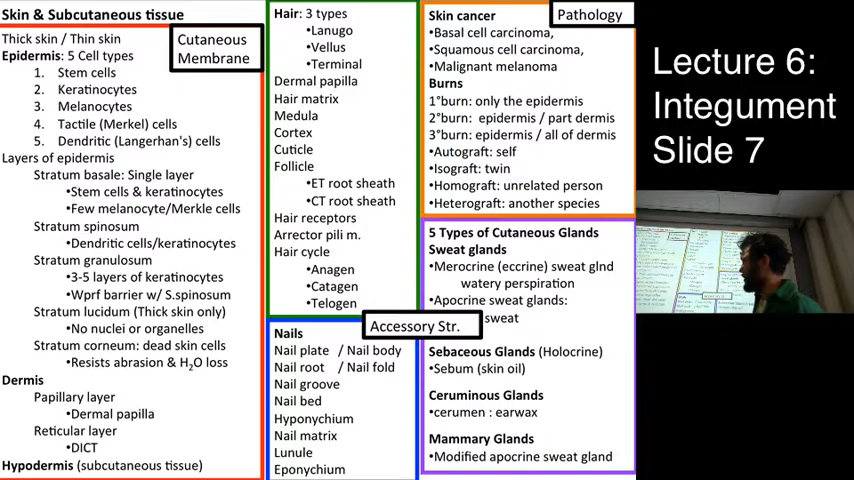 Skin & Subcutaneous tissue
Cutaneous
Membrane
Thick skin / Thin skin
Epidermis: 5 Cell types
1. Stem cells
2. Keratinocytes
3. Melanocytes
4. Tactile (Merkel) cells
5. Dendritic (Langerhan's) cells
Layers of epidermis
Stratum basale: Single layer
•Stem cells & keratinocytes
•Few melanocyte/Merkle cells
Stratum spinosum
•Dendritic cells/keratinocytes
Stratum granulosum
•3-5 layers of keratinocytes
•Wprf barrier w/ S.spinosum
Stratum lucidum (Thick skin only)
•No nuclei or organelles
Stratum corneum: dead skin cells
•Resists abrasion & H2O loss
Dermis
Papillary layer
•Dermal papilla
Reticular layer
•DICT
Hypodermis (subcutaneous tissue)
Hair: 3 types
•Lanugo
•Vellus
•Terminal
Dermal papilla
Hair matrix
Medula
Cortex
Cuticle
Follicle
•ET root sheath
•CT root sheath
Hair receptors
Arrector pili m.
Hair cycle
•Anagen
•Catagen
•Telogen
Accessory Str.
Nails
Nail plate / Nail body
Nail root / Nail fold
Nail groove
Nail bed
Hyponychium
Nail matrix
Lunule
Eponychium
Pathology
Skin cancer
•Basal cell carcinoma,
•Squamous cell carcinoma,
•Malignant melanoma
Burns
1°burn: only the epidermis
2°burn: epidermis / part dermis
3°burn: epidermis / all of dermis
•Autograft: self
•Isograft: twin
•Homograft: unrelated person
•Heterograft: another species
5 Types of Cutaneous Glands
Sweat glands
•Merocrine (eccrine) sweat glnd
watery perspiration
•Apocrine sweat glands:
sweat
Sebaceous Glands (Holocrine)
•Sebum (skin oil)
Ceruminous Glands
•cerumen : earwax
Mammary Glands
•Modified apocrine sweat gland
Lecture 6:
Integument
Slide 7